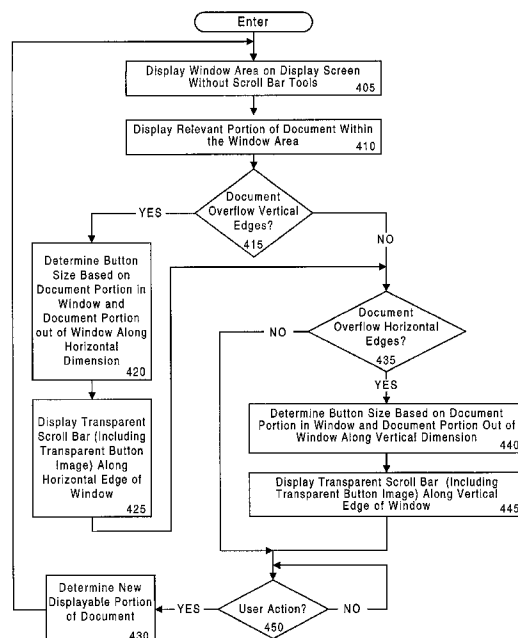 Enter
Display Window Area on Display Screen
Without Scroll Bar Tools
405
Display Relevant Portion of Document Within
the Window Area
410
Document
Overflow Vertical
Edges?
415
YES
NO
Determine Button
Size Based on
Document Portion in
Window and
Document Portion
out of Window Along
Horizontal
Dimension
420
Document
Overflow Horizontal
Edges?
435
NO
YES
Display Transparent
Scroll Bar (Including
Transparent Button
Image) Along
Horizontal Edge of
Window
425
Determine Button Size Based on Document
Portion in Window and Document Portion Out of
Window Along Vertical Dimension
440
Display Transparent Scroll Bar (Including
Transparent Button Image) Along Vertical
Edge of Window
445
Determine New
Displayable Portion
of Document
430
YES
User Action?
450
NO